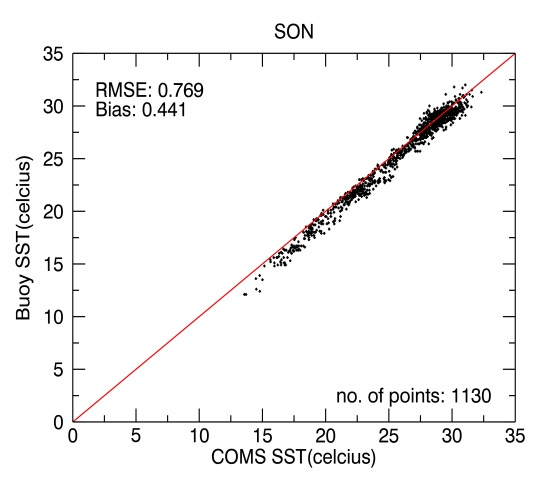 SON
35
RMSE: 0.769
Bias: 0.441
30
25
20
15
10
5
0
Buoy SST(celcius)
no. of points: 1130
0 5 10 15 20 25 30 35
COMS SST(celcius)